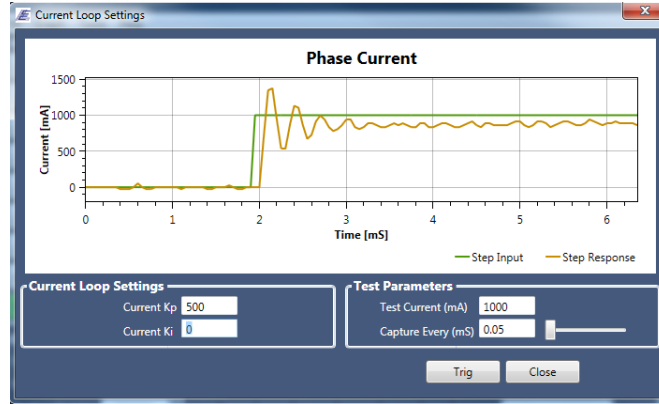 Current Loop Settings
Phase Current
1500
1000
500
0
Current [mA]
0 1 2 3 4 5 6
Time [mS]
Step Input Step Response
Current Loop Settings
Current Kp 500
Current Ki 0
Test Parameters
Test Current (mA) 1000
Capture Every (mS) 0.05
Trig Close